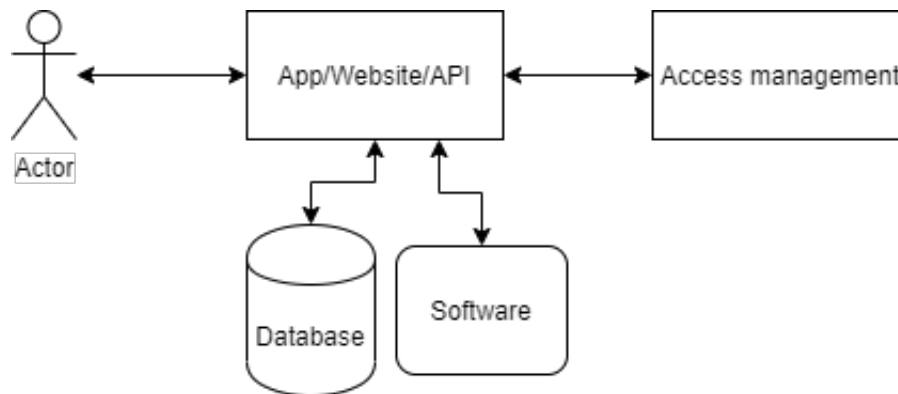 App/Website/API
Access management
Actor
Database
Software